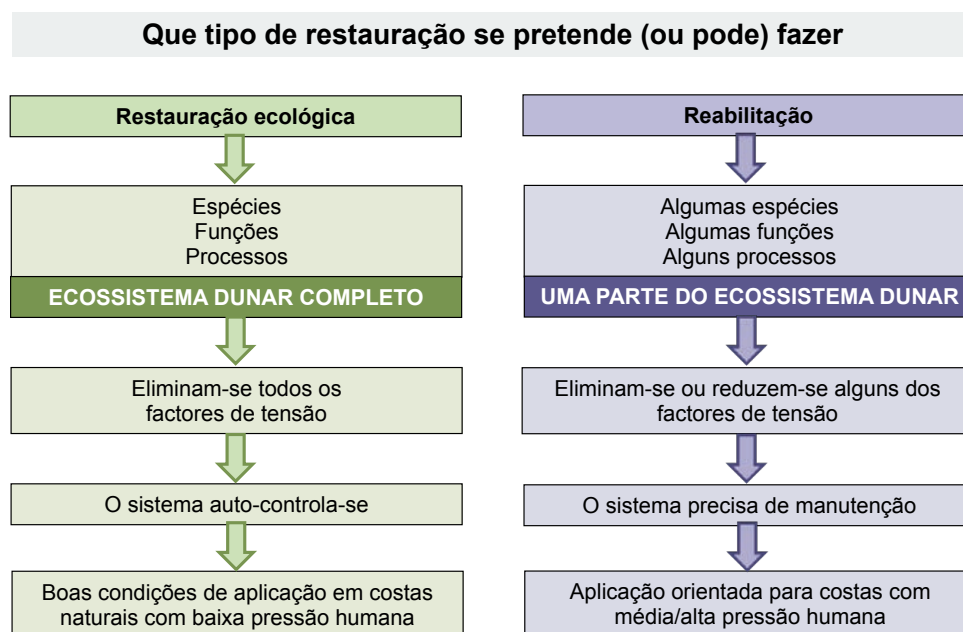 Que tipo de restauração se pretende (ou pode) fazer
Restauração ecológica
Espécies
Funções
Processos
ECOSSISTEMA DUNAR COMPLETO
Eliminam-se todos os
factores de tensão
O sistema auto-controla-se
Boas condições de aplicação em costas
naturais com baixa pressão humana
Reabilitação
Algumas espécies
Algumas funções
Alguns processos
UMA PARTE DO ECOSSISTEMA DUNAR
Eliminam-se ou reduzem-se alguns dos
factores de tensão
O sistema precisa de manutenção
Aplicação orientada para costas com
média/alta pressão humana